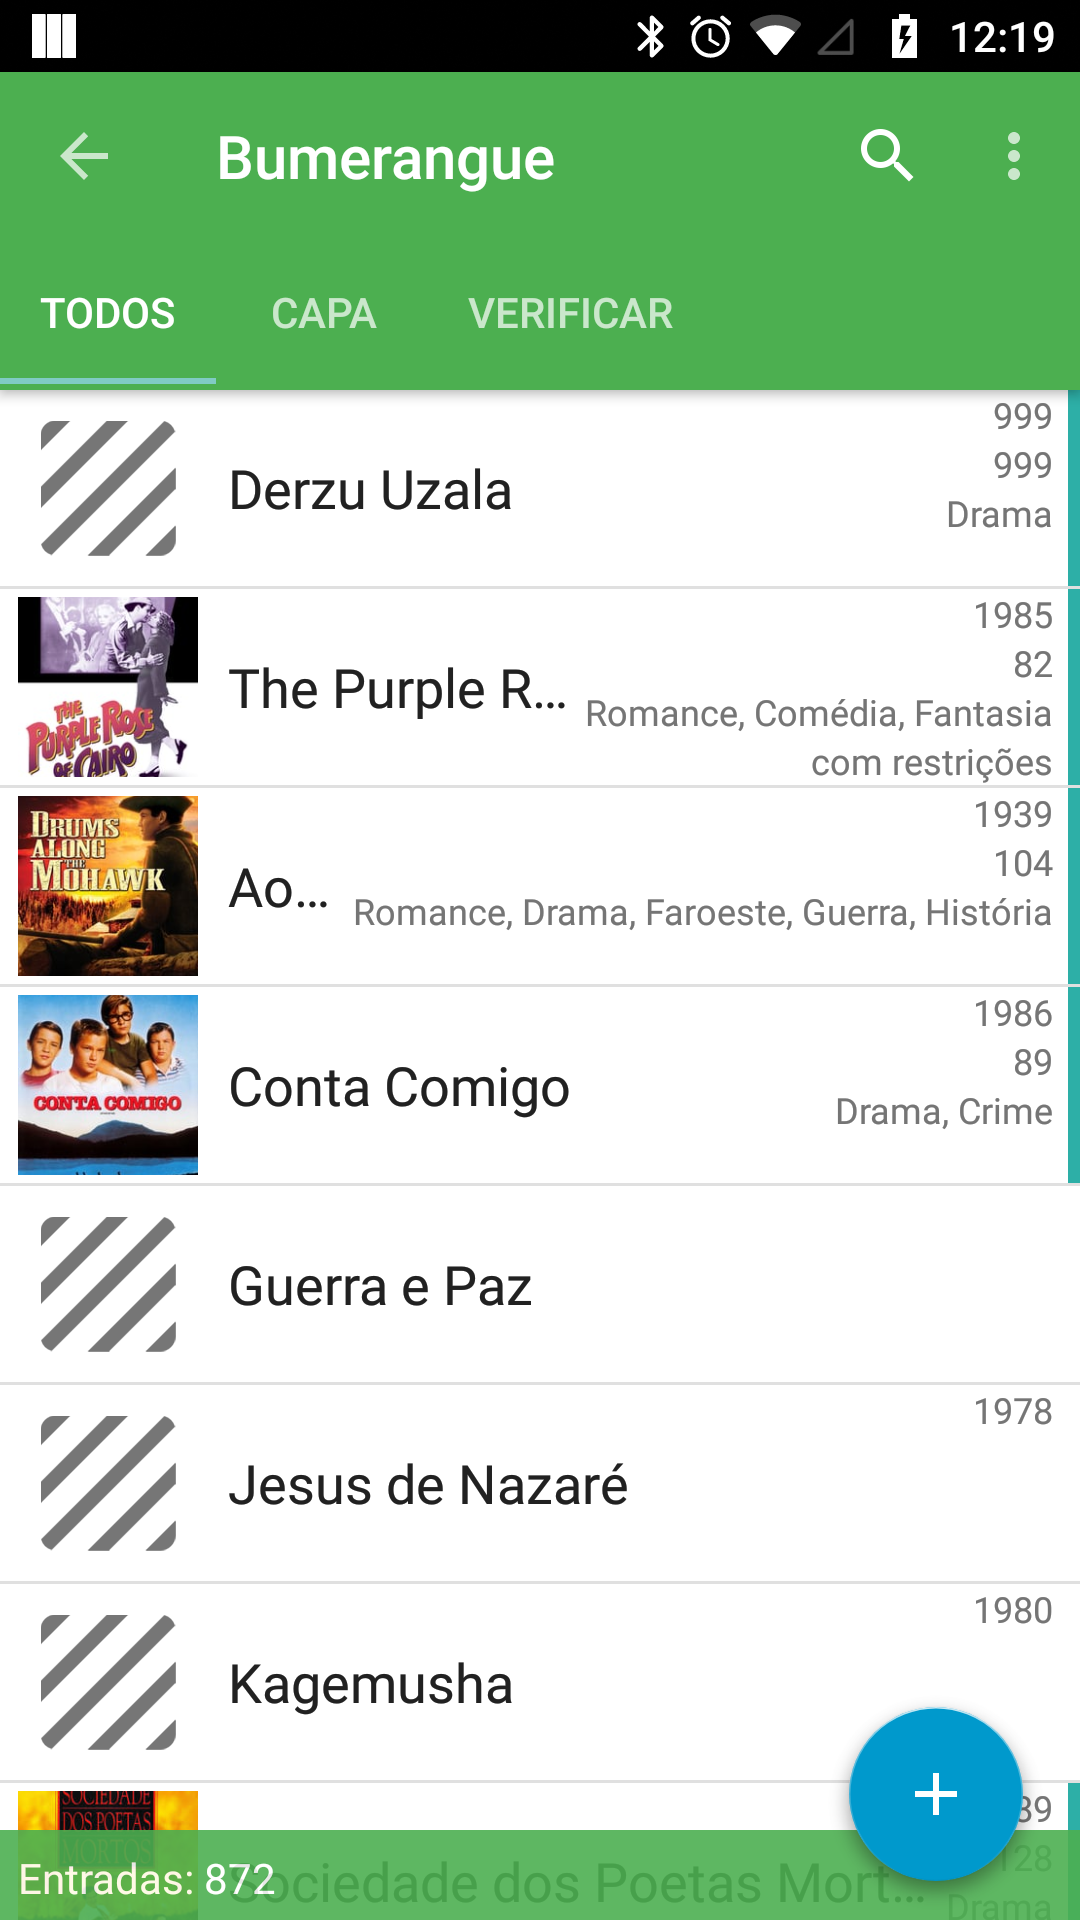 12:19
Bumerangue
TODOS
CAPA
VERIFICAR
Derzu Uzala
999
999
Drama
THE
PURPLE ROSE
OF CAIRO
The Purple R...
1985
82
Romance, Comédia, Fantasia
com restrições
DRUMS
ALONG
THE
MOHAWK
Ao...
1939
104
Romance, Drama, Faroeste, Guerra, História
CONTA COMIGO
Conta Comigo
1986
89
Drama, Crime
Guerra e Paz
Jesus de Nazaré
1978
Kagemusha
1980
SOCIEDADE
DOS POETAS
MORTOS
Sociedade dos Poetas Mort...
89
128
Drama
Entradas: 872